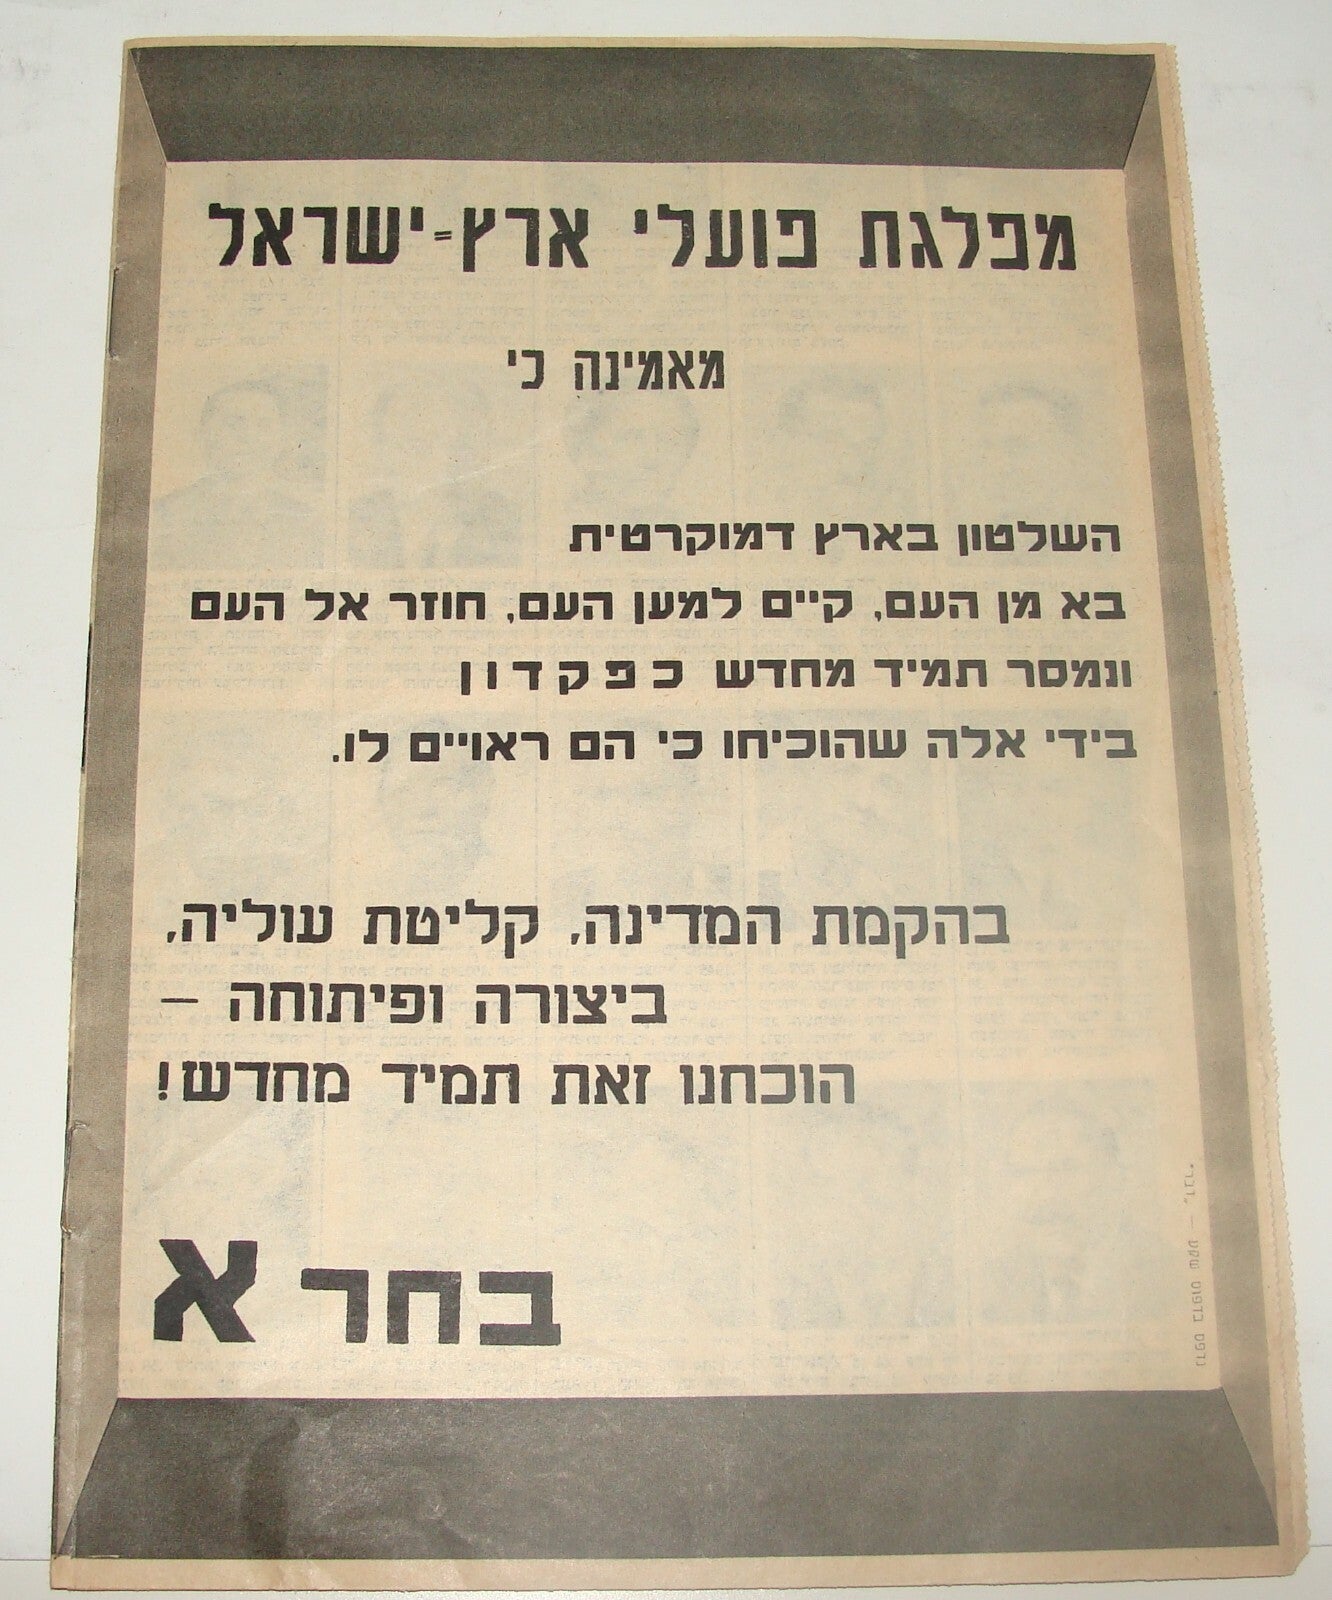 מפלגת פועלי ארץ=ישראל
מאמינה כי
השלטון בארץ דמוקרטית
בא מן העם, קיים למען העם, חוזר אל העם
ונמסר תמיד מחדש כ פ ק ד ו ן
בידי אלה שהוכיחו כי הם ראויים לו.
בהקמת המדינה, קליטת עוליה,
ביצורה ופיתוחה –
הוכחנו זאת תמיד מחדש!
בחר א